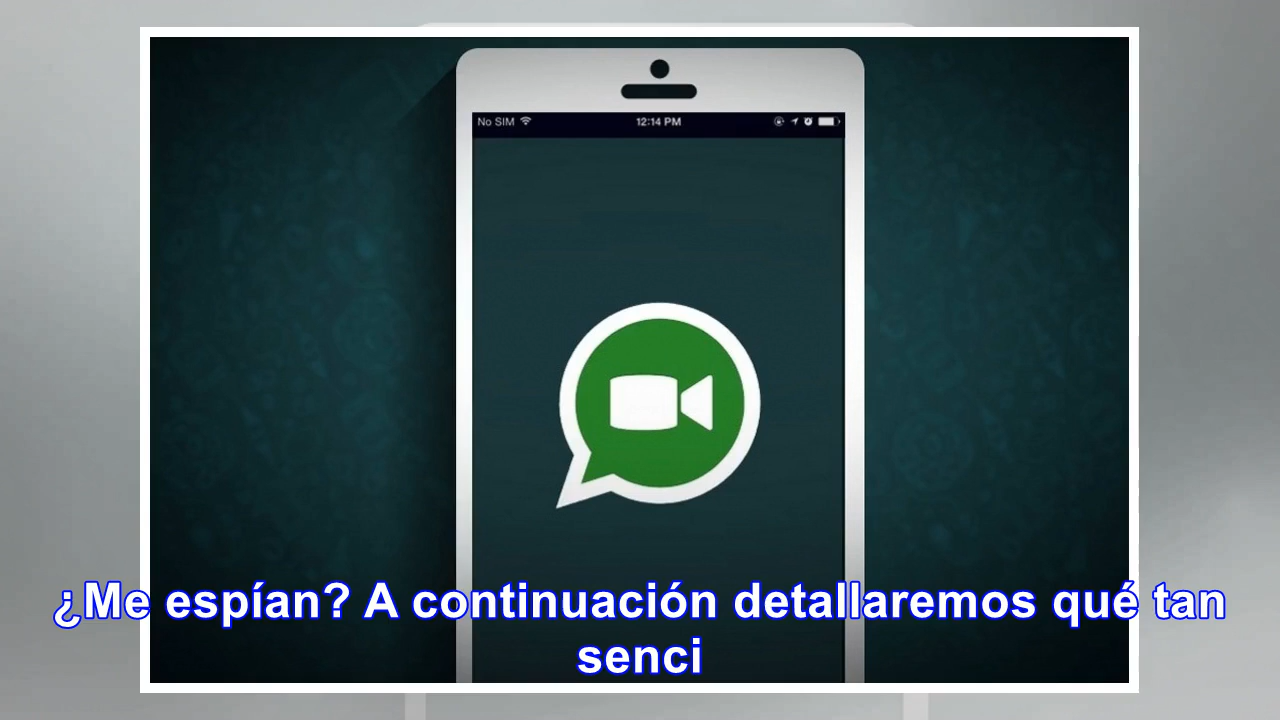 No SIM 12:14 PM
¿Me espían? A continuación detallaremos qué tan
senci